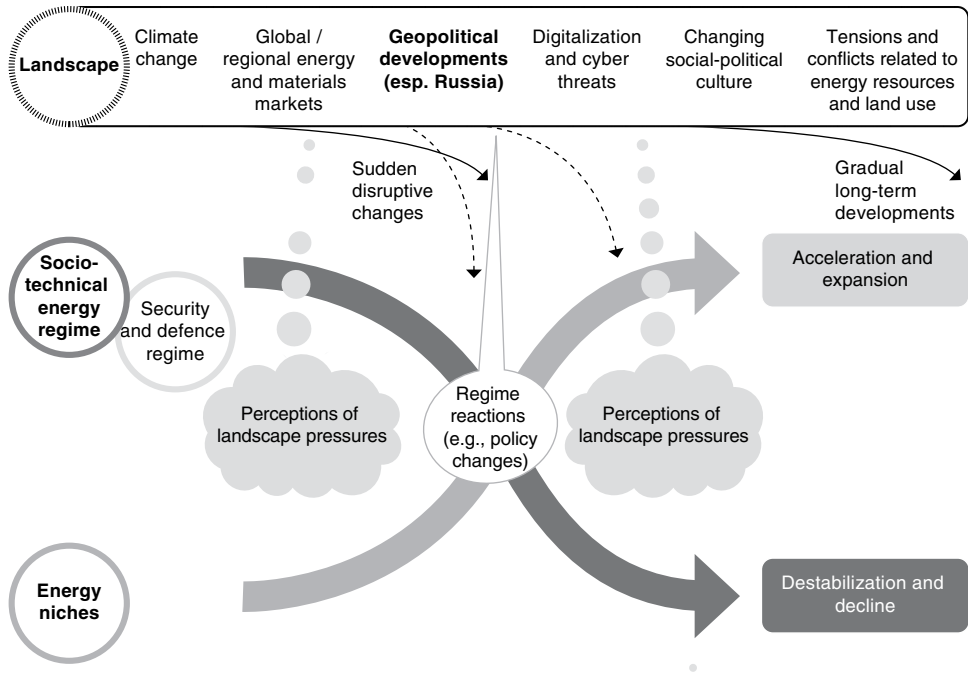 Landscape
Climate
change
Global /
regional energy
and materials
markets
Geopolitical
developments
(esp. Russia)
Digitalization
and cyber
threats
Changing
social-political
culture
Tensions and
conflicts related to
energy resources
and land use
Sudden
disruptive
changes
Gradual
long-term
developments
Socio-
technical
energy
regime
Security
and defence
regime
Acceleration and
expansion
Perceptions of
landscape pressures
Regime
reactions
(e.g., policy
changes)
Perceptions of
landscape pressures
Energy
niches
Destabilization and
decline